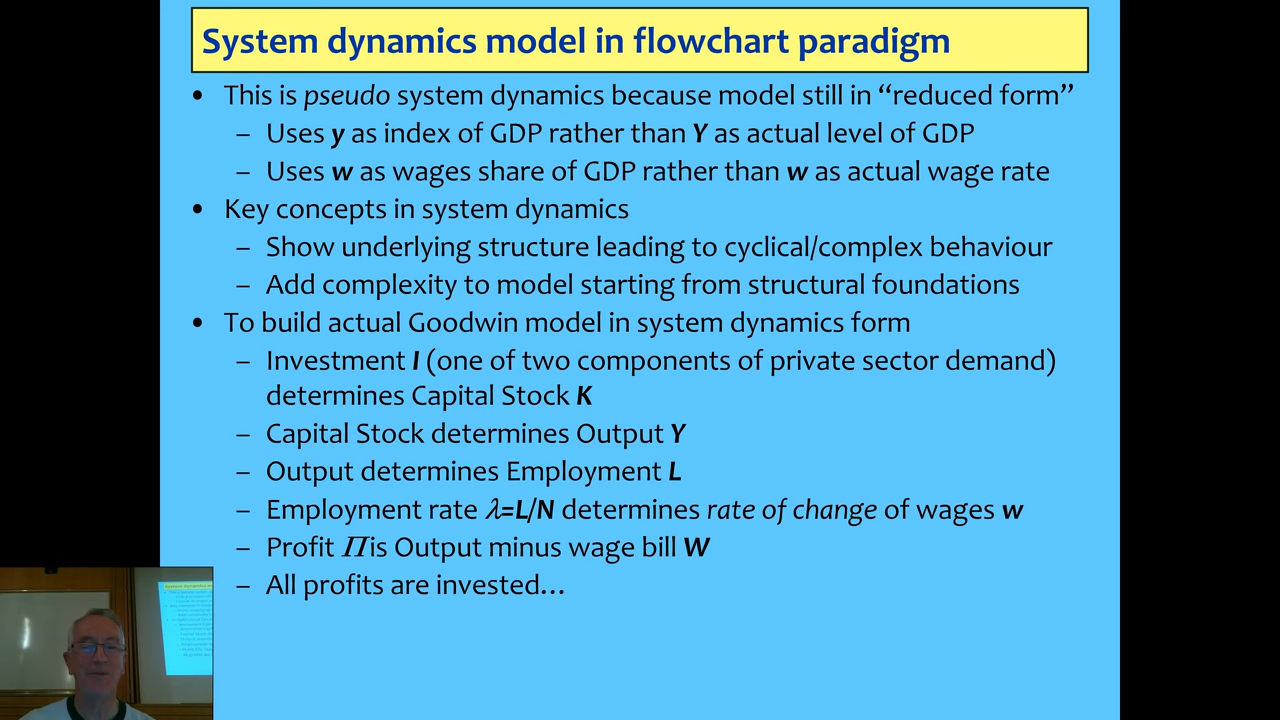 System dynamics model in flowchart paradigm
• This is pseudo system dynamics because model still in “reduced form”
– Uses y as index of GDP rather than Y as actual level of GDP
– Uses w as wages share of GDP rather than w as actual wage rate
• Key concepts in system dynamics
– Show underlying structure leading to cyclical/complex behaviour
– Add complexity to model starting from structural foundations
• To build actual Goodwin model in system dynamics form
– Investment I (one of two components of private sector demand)
determines Capital Stock K
– Capital Stock determines Output Y
– Output determines Employment L
– Employment rate λ=L/N determines rate of change of wages w
– Profit Π is Output minus wage bill W
– All profits are invested…